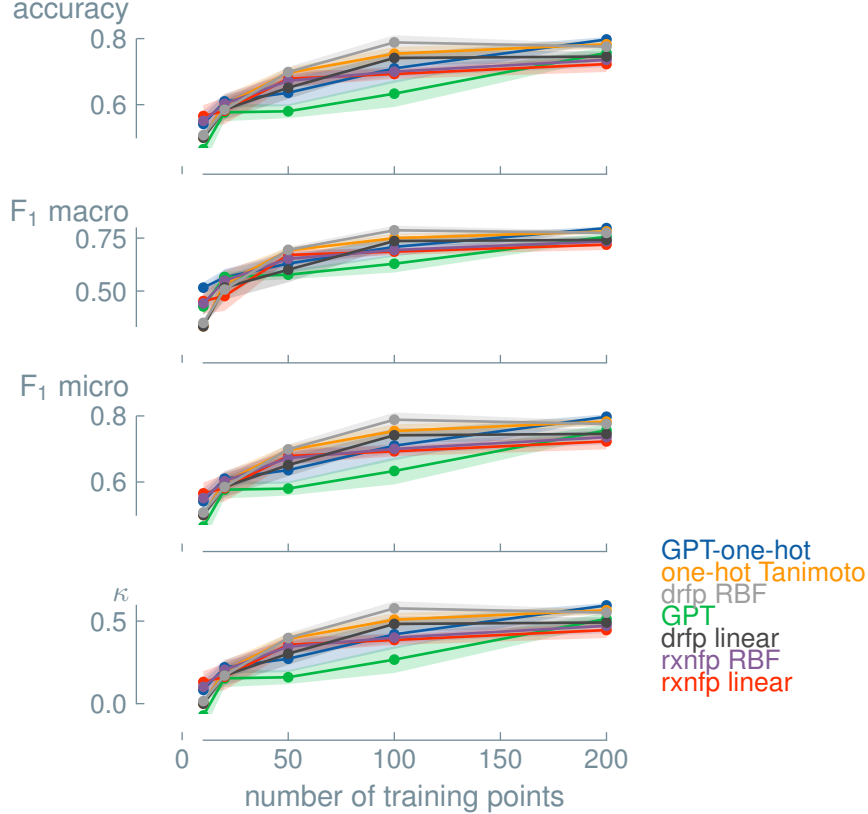 accuracy
0.8
0.6
F₁ macro
0.75
0.50
F₁ micro
0.8
0.6
κ
0.5
0.0
0 50 100 150 200
number of training points
GPT-one-hot
one-hot Tanimoto
drfp RBF
GPT
drfp linear
rxnfp RBF
rxnfp linear